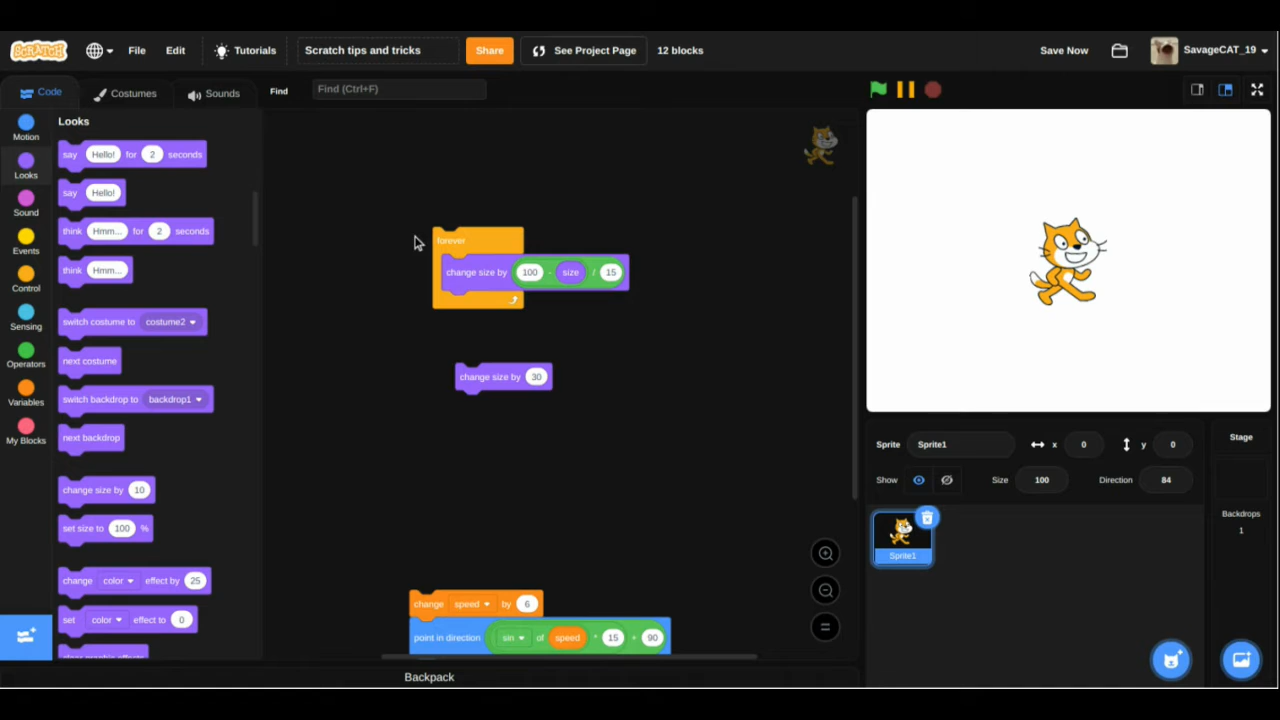 SCRATCH File Edit Tutorials Scratch tips and tricks Share See Project Page 12 blocks Save Now SavageCAT_19
Code Costumes Sounds Find Find (Ctrl+F)
Motion
Looks
Sound
Events
Control
Sensing
Operators
Variables
My Blocks
Looks
say Hello! for 2 seconds
say Hello!
think Hmm... for 2 seconds
think Hmm...
switch costume to costume2
next costume
switch backdrop to backdrop1
next backdrop
change size by 10
set size to 100 %
change color effect by 25
set color effect to 0
clear graphic effects
forever
change size by 100 - size / 15
change size by 30
change speed by 6
point in direction sin of speed * 15 + 90
Sprite Sprite1 x 0 y 0
Show Size 100 Direction 84
Sprite1
Stage
Backdrops
1
Backpack